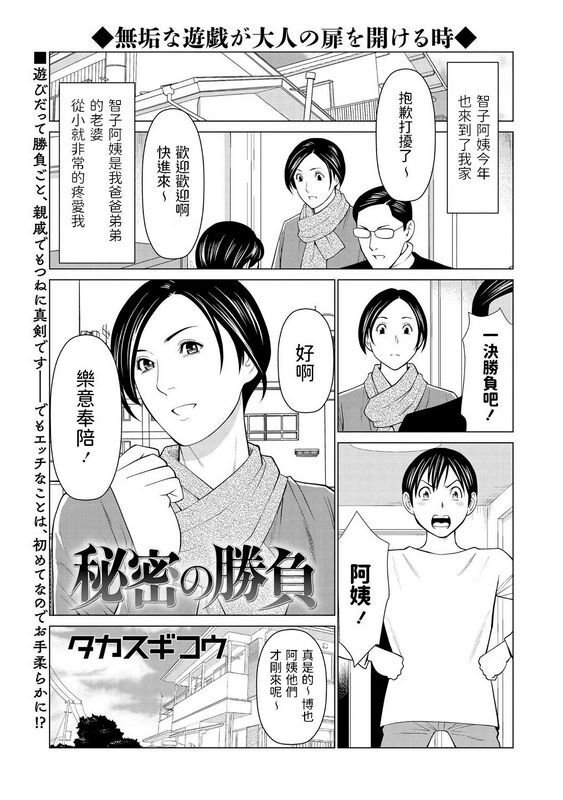 ◆無垢な遊戯が大人の扉を開ける時◆
■遊びだって勝負ごと、親戚でもつねに真剣です――でもエッチなことは、初めてなのでお手柔らかに!?
智子阿姨今年
也來到了我家
抱歉打擾了～
歡迎歡迎啊
快進來～
智子阿姨是我爸爸弟弟
的老婆
從小就非常的疼愛我
一決勝負吧！
好啊
樂意奉陪！
阿姨！
秘密の勝負
タカスギコウ
真是的～博也
阿姨他們
才剛來呢～